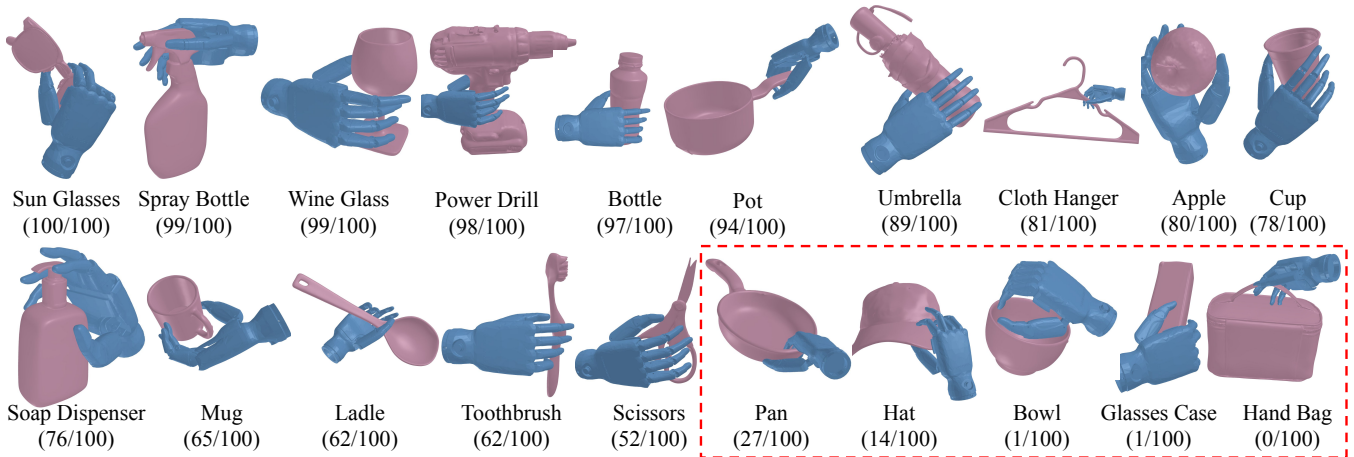 Sun Glasses Spray Bottle Wine Glass Power Drill Bottle Pot Umbrella Cloth Hanger Apple Cup
(100/100) (99/100) (99/100) (98/100) (97/100) (94/100) (89/100) (81/100) (80/100) (78/100)
Soap Dispenser Mug Ladle Toothbrush Scissors Pan Hat Bowl Glasses Case Hand Bag
(76/100) (65/100) (62/100) (62/100) (52/100) (27/100) (14/100) (1/100) (1/100) (0/100)